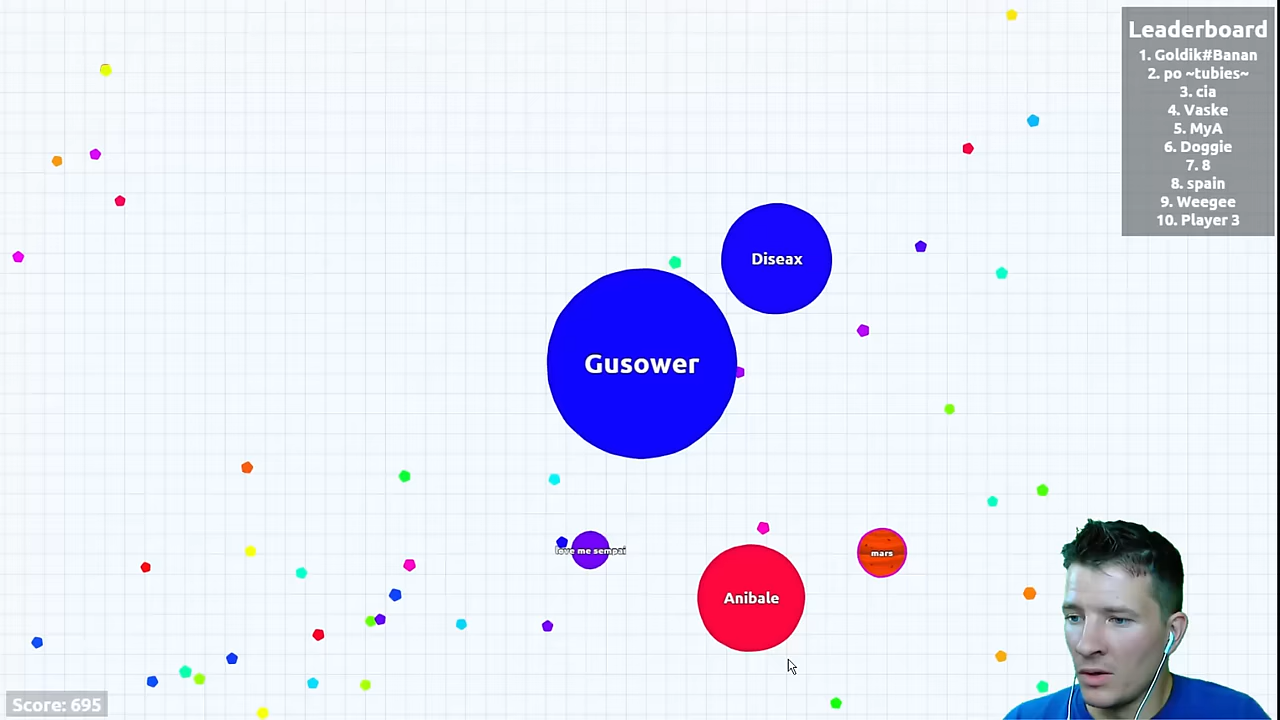 Leaderboard
1. Goldik#Banan
2. po ~tubies~
3. cia
4. Vaske
5. MyA
6. Doggie
7. 8
8. spain
9. Weegee
10. Player 3
Diseax
Gusower
love me sempai
mars
Anibale
Score: 695